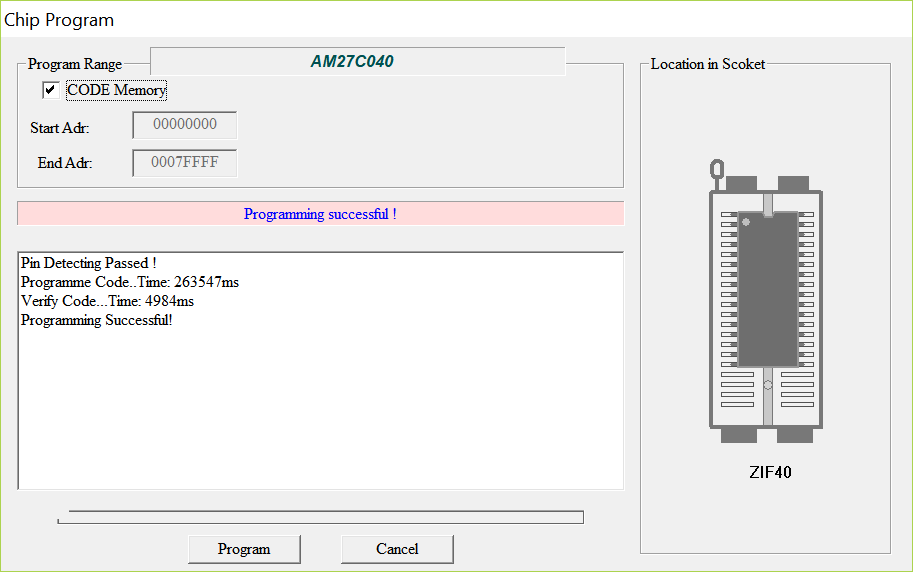 Chip Program
Program Range
AM27C040
CODE Memory
Start Adr:
00000000
End Adr:
0007FFFF
Programming successful !
Pin Detecting Passed !
Programme Code..Time: 263547ms
Verify Code...Time: 4984ms
Programming Successful!
Program
Cancel
Location in Scoket
ZIF40